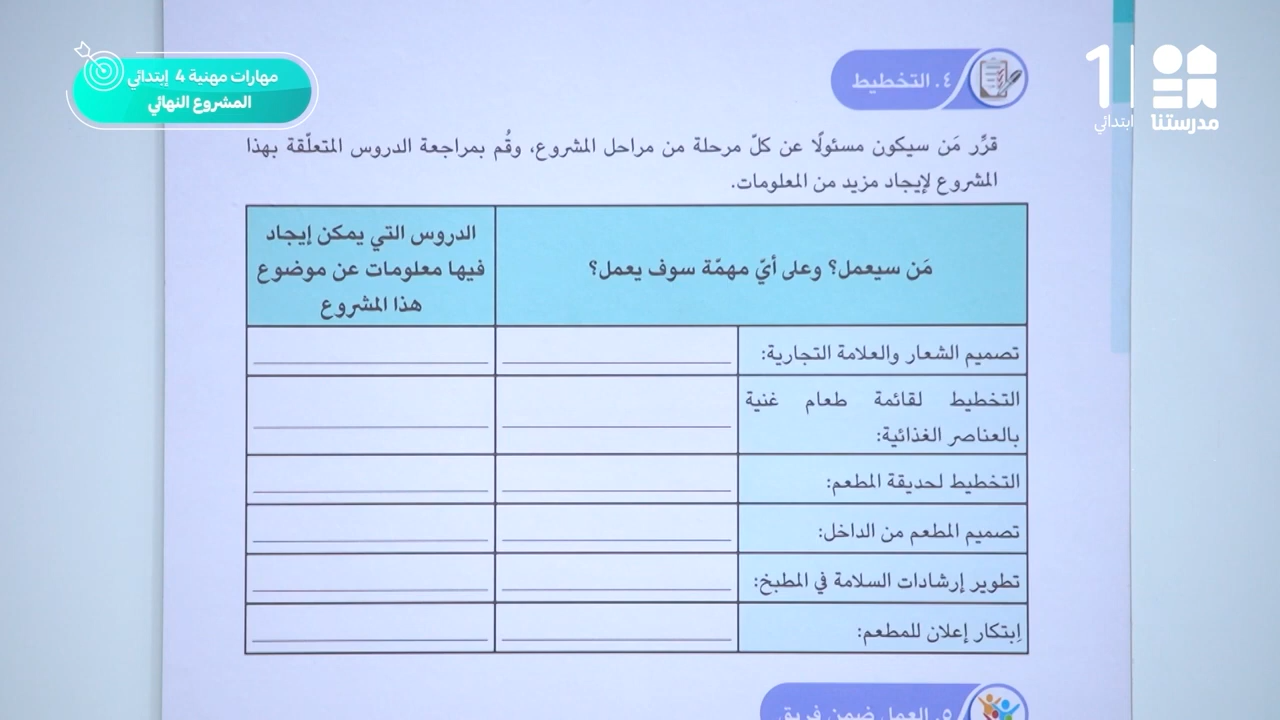 مهارات مهنية 4 إبتدائي
المشروع النهائي
1
ابتدائي
مدرستنا
٤. التخطيط
قرِّر مَن سيكون مسئولًا عن كلّ مرحلة من مراحل المشروع، وقُم بمراجعة الدروس المتعلّقة بهذا
المشروع لإيجاد مزيد من المعلومات.
مَن سيعمل؟ وعلى أيّ مهمّة سوف يعمل؟
الدروس التي يمكن إيجاد
فيها معلومات عن موضوع
هذا المشروع
تصميم الشعار والعلامة التجارية:
التخطيط لقائمة طعام غنية
بالعناصر الغذائية:
التخطيط لحديقة المطعم:
تصميم المطعم من الداخل:
تطوير إرشادات السلامة في المطبخ:
اِبتكار إعلان للمطعم:
٥. العمل ضمن فريق